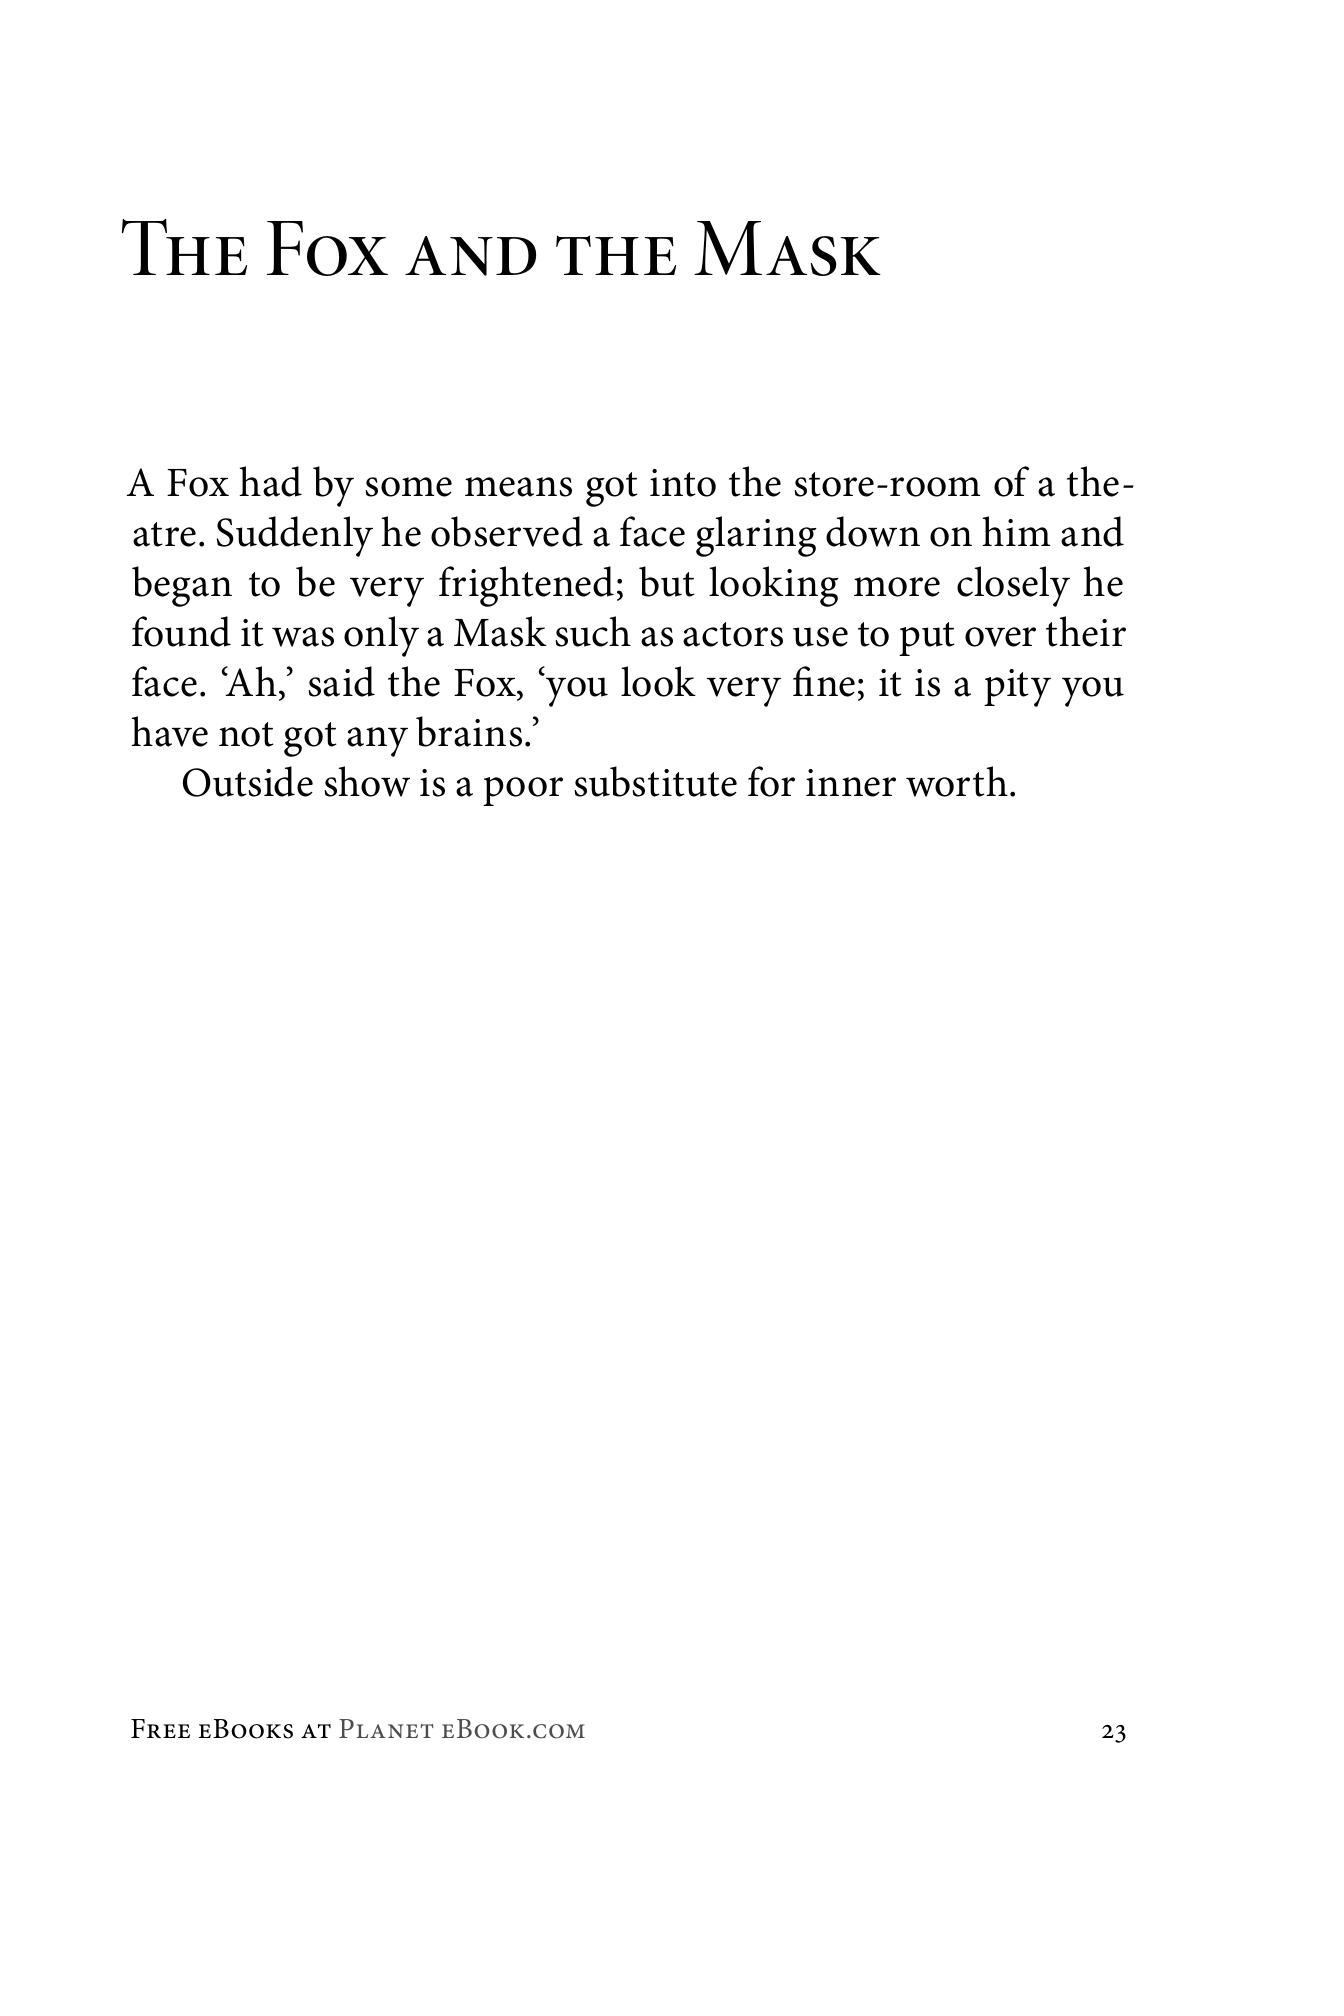 The Fox and the Mask
A Fox had by some means got into the store-room of a the-
atre. Suddenly he observed a face glaring down on him and
began to be very frightened; but looking more closely he
found it was only a Mask such as actors use to put over their
face. ‘Ah,’ said the Fox, ‘you look very fine; it is a pity you
have not got any brains.’
Outside show is a poor substitute for inner worth.
Free eBooks at Planet eBook.com 23